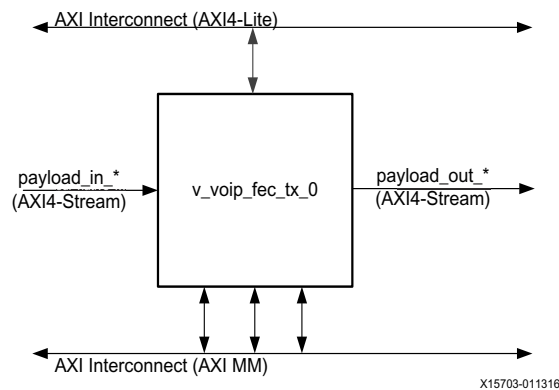 AXI Interconnect (AXI4-Lite)
payload_in_*
(AXI4-Stream)
v_voip_fec_tx_0
payload_out_*
(AXI4-Stream)
AXI Interconnect (AXI MM)
X15703-011316